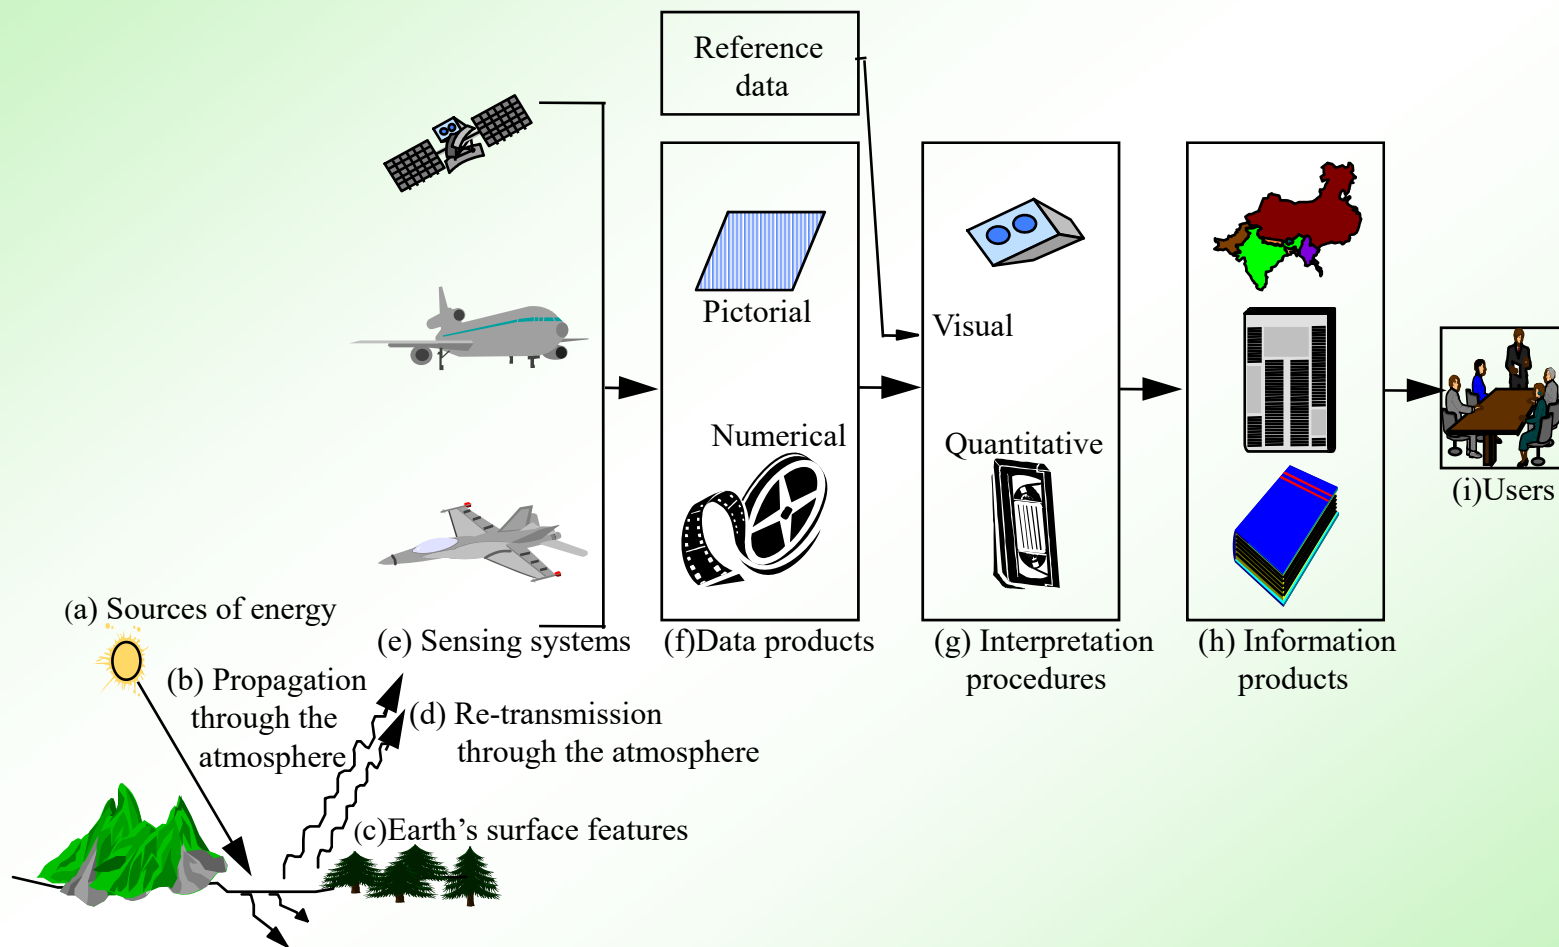 Reference
data
Pictorial
Visual
Numerical
Quantitative
(i)Users
(a) Sources of energy
(e) Sensing systems
(f)Data products
(g) Interpretation
procedures
(h) Information
products
(b) Propagation
through the
atmosphere
(d) Re-transmission
through the atmosphere
(c)Earth’s surface features